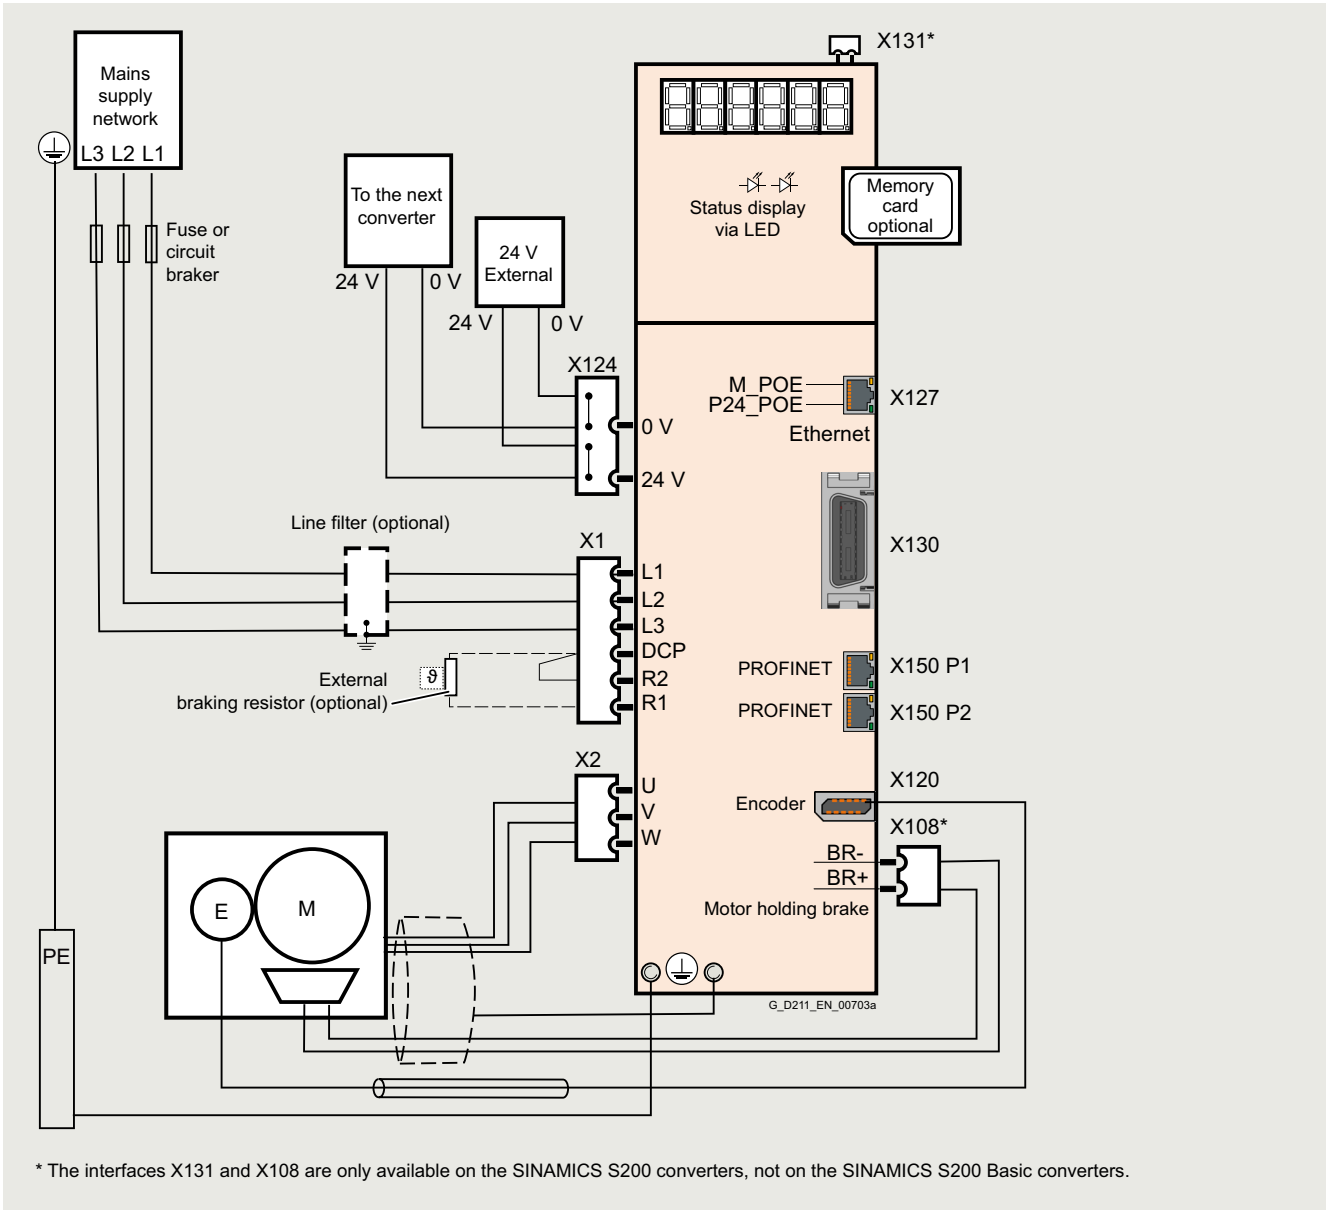 X131*
Mains
supply
network
L3 L2 L1
Fuse or
circuit
braker
To the next
converter
24 V
0 V
24 V
External
24 V
0 V
Status display
via LED
Memory
card
optional
X124
0 V
24 V
M_POE
P24_POE
Ethernet
X127
X130
Line filter (optional)
X1
L1
L2
L3
DCP
R2
R1
External
braking resistor (optional)
ϑ
PROFINET
X150 P1
PROFINET
X150 P2
X2
U
V
W
Encoder
X120
X108*
BR-
BR+
Motor holding brake
E
M
PE
G_D211_EN_00703a
* The interfaces X131 and X108 are only available on the SINAMICS S200 converters, not on the SINAMICS S200 Basic converters.